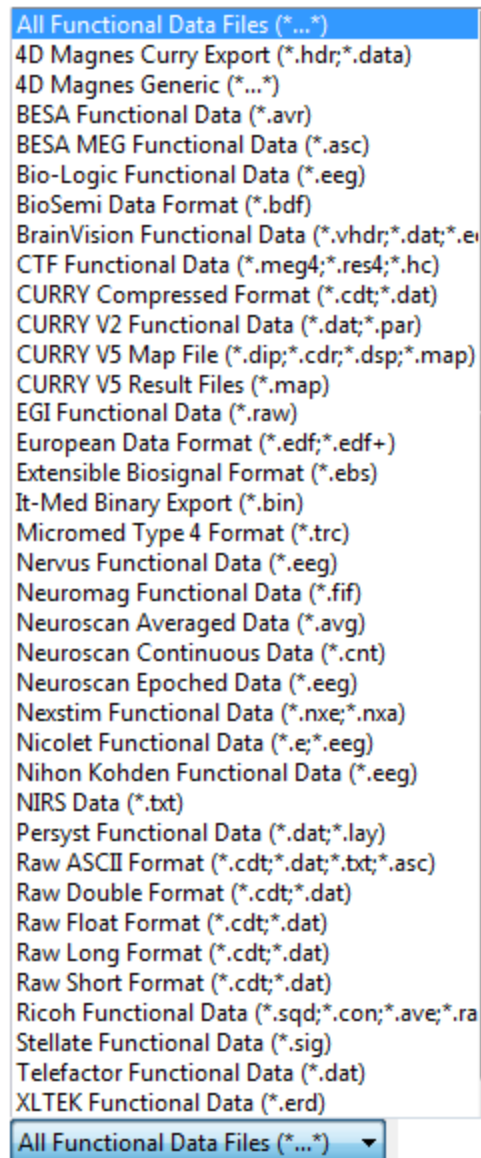 All Functional Data Files (*...*)
4D Magnes Curry Export (*.hdr;*.data)
4D Magnes Generic (*...*)
BESA Functional Data (*.avr)
BESA MEG Functional Data (*.asc)
Bio-Logic Functional Data (*.eeg)
BioSemi Data Format (*.bdf)
BrainVision Functional Data (*.vhdr;*.dat;*.e
CTF Functional Data (*.meg4;*.res4;*.hc)
CURRY Compressed Format (*.cdt;*.dat)
CURRY V2 Functional Data (*.dat;*.par)
CURRY V5 Map File (*.dip;*.cdr;*.dsp;*.map)
CURRY V5 Result Files (*.map)
EGI Functional Data (*.raw)
European Data Format (*.edf;*.edf+)
Extensible Biosignal Format (*.ebs)
It-Med Binary Export (*.bin)
Micromed Type 4 Format (*.trc)
Nervus Functional Data (*.eeg)
Neuromag Functional Data (*.fif)
Neuroscan Averaged Data (*.avg)
Neuroscan Continuous Data (*.cnt)
Neuroscan Epoched Data (*.eeg)
Nexstim Functional Data (*.nxe;*.nxa)
Nicolet Functional Data (*.e;*.eeg)
Nihon Kohden Functional Data (*.eeg)
NIRS Data (*.txt)
Persyst Functional Data (*.dat;*.lay)
Raw ASCII Format (*.cdt;*.dat;*.txt;*.asc)
Raw Double Format (*.cdt;*.dat)
Raw Float Format (*.cdt;*.dat)
Raw Long Format (*.cdt;*.dat)
Raw Short Format (*.cdt;*.dat)
Ricoh Functional Data (*.sqd;*.con;*.ave;*.ra
Stellate Functional Data (*.sig)
Telefactor Functional Data (*.dat)
XLTEK Functional Data (*.erd)
All Functional Data Files (*...*)